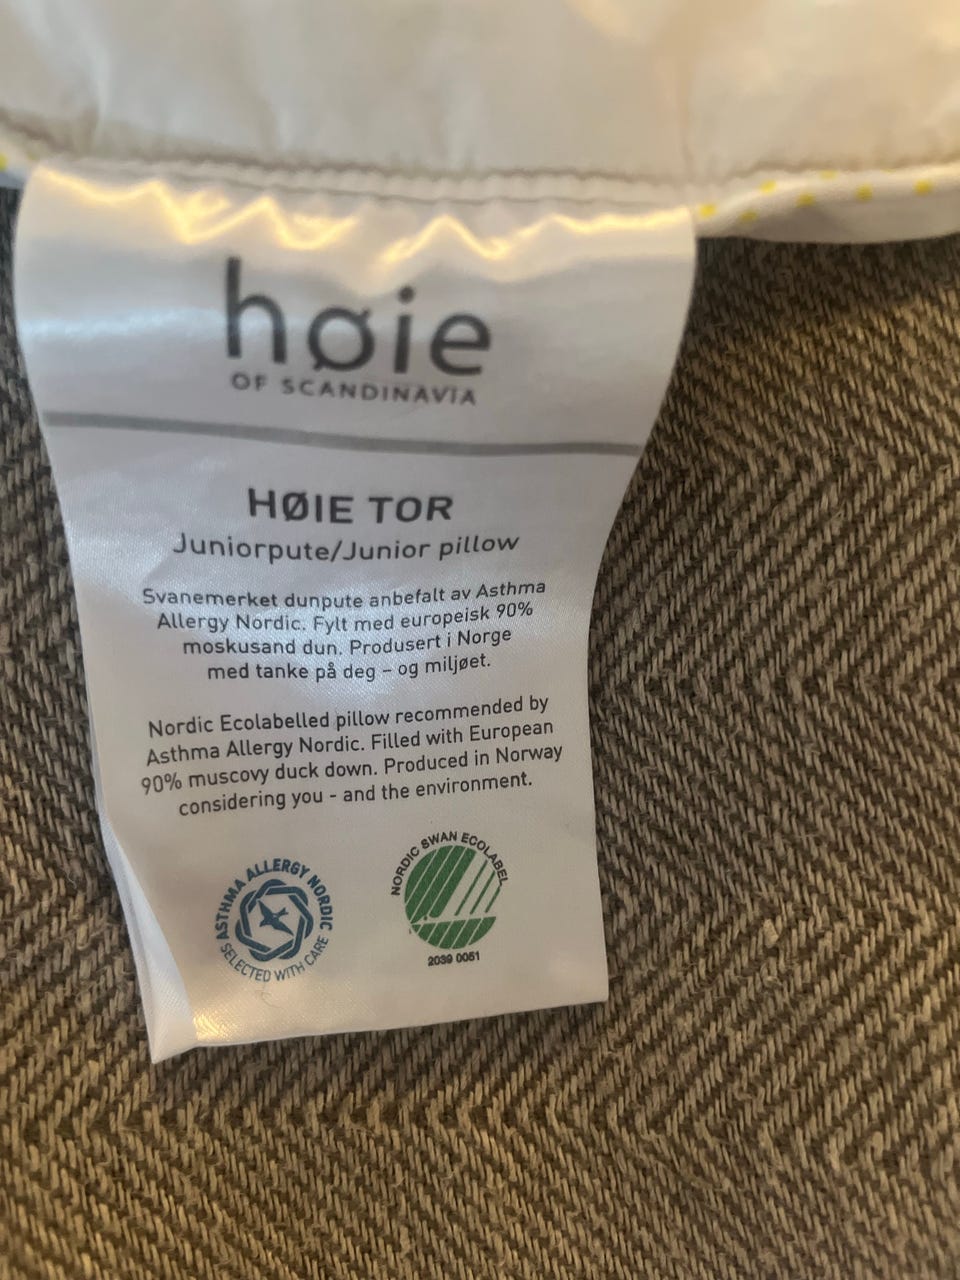 høie
OF SCANDINAVIA
HØIE TOR
Juniorpute/Junior pillow
Svanemerket dunpute anbefalt av Asthma
Allergy Nordic. Fylt med europeisk 90%
moskusand dun. Produsert i Norge
med tanke på deg – og miljøet.
Nordic Ecolabelled pillow recommended by
Asthma Allergy Nordic. Filled with European
90% muscovy duck down. Produced in Norway
considering you - and the environment.
ASTHMA ALLERGY NORDIC
SELECTED WITH CARE
NORDIC SWAN ECOLABEL
2039 0051